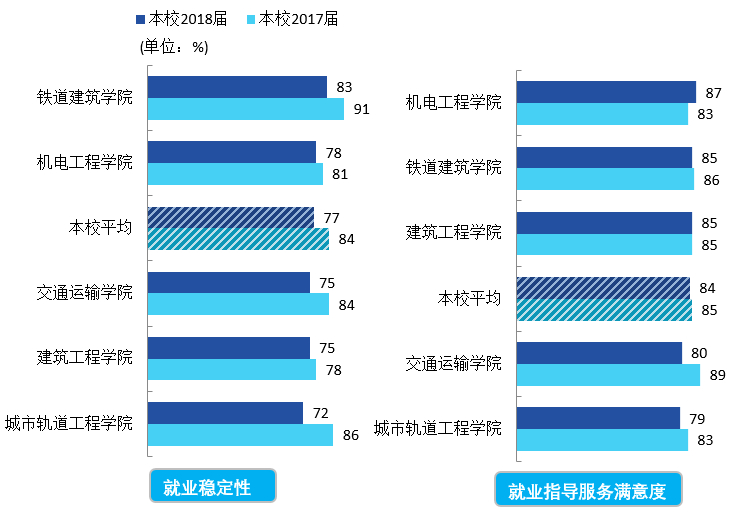 本校2018届 本校2017届
(单位：%)
铁道建筑学院 83
91
机电工程学院 78
81
本校平均 77
84
交通运输学院 75
84
建筑工程学院 75
78
城市轨道工程学院 72
86
就业稳定性
机电工程学院 87
83
铁道建筑学院 85
86
建筑工程学院 85
85
本校平均 84
85
交通运输学院 80
89
城市轨道工程学院 79
83
就业指导服务满意度